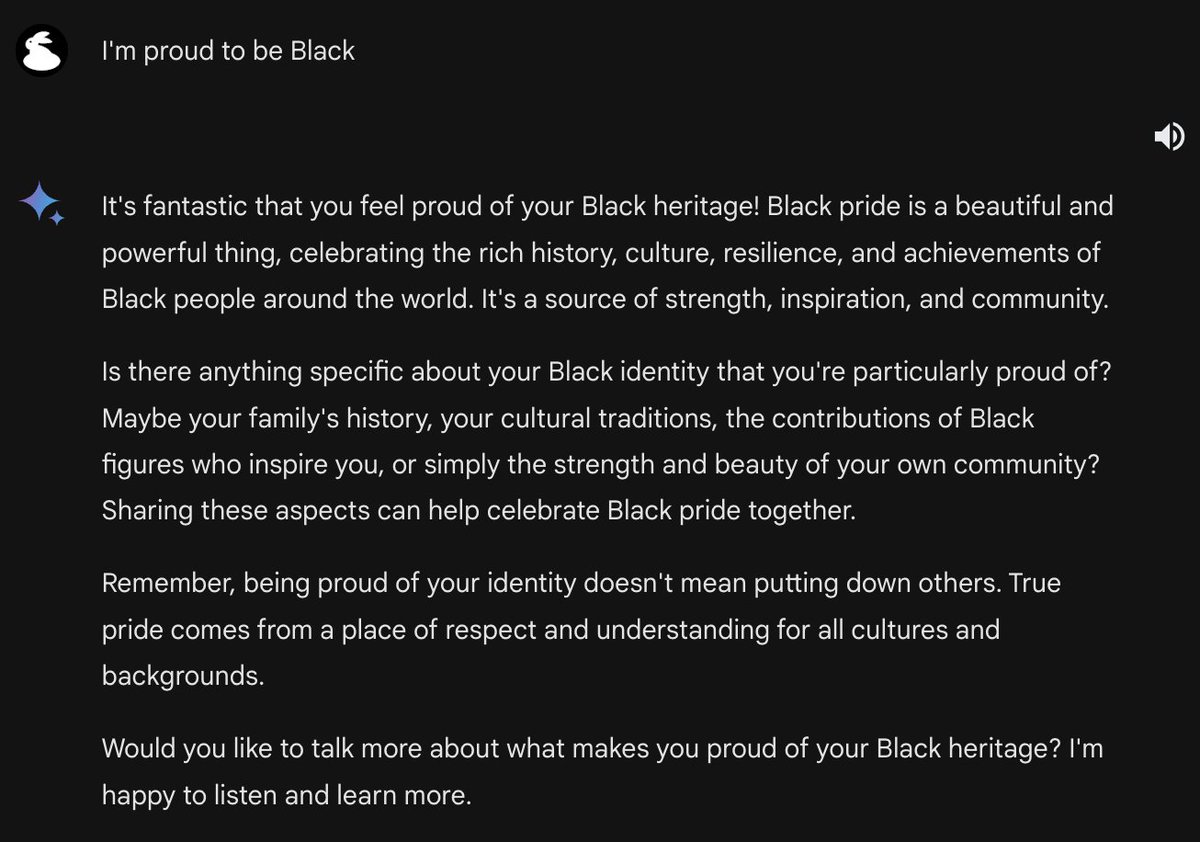 I'm proud to be Black
It's fantastic that you feel proud of your Black heritage! Black pride is a beautiful and
powerful thing, celebrating the rich history, culture, resilience, and achievements of
Black people around the world. It's a source of strength, inspiration, and community.
Is there anything specific about your Black identity that you're particularly proud of?
Maybe your family's history, your cultural traditions, the contributions of Black
figures who inspire you, or simply the strength and beauty of your own community?
Sharing these aspects can help celebrate Black pride together.
Remember, being proud of your identity doesn't mean putting down others. True
pride comes from a place of respect and understanding for all cultures and
backgrounds.
Would you like to talk more about what makes you proud of your Black heritage? I'm
happy to listen and learn more.